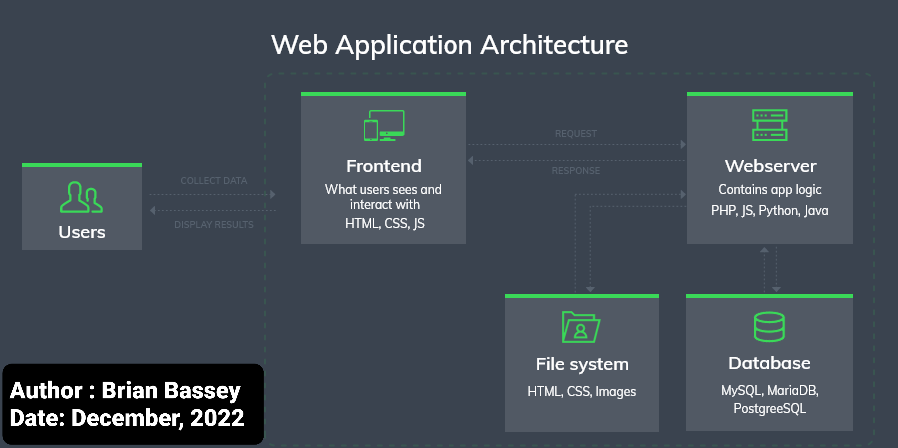 Web Application Architecture
Frontend
What users sees and
interact with
HTML, CSS, JS
REQUEST
RESPONSE
Webserver
Contains app logic
PHP, JS, Python, Java
Users
COLLECT DATA
DISPLAY RESULTS
File system
HTML, CSS, Images
Database
MySQL, MariaDB,
PostgreeSQL
Author : Brian Bassey
Date: December, 2022